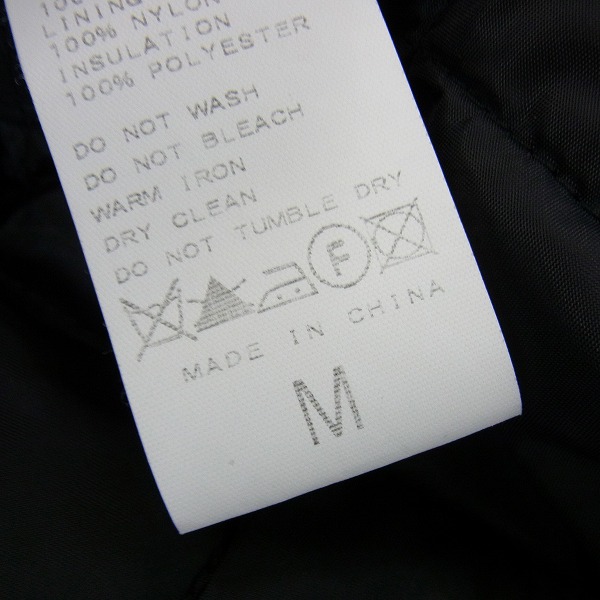 100
LINING
100% NYLON
INSULATION
100% POLYESTER
DO NOT WASH
DO NOT BLEACH
WARM IRON
DRY CLEAN
DO NOT TUMBLE DRY
F
MADE IN CHINA
M